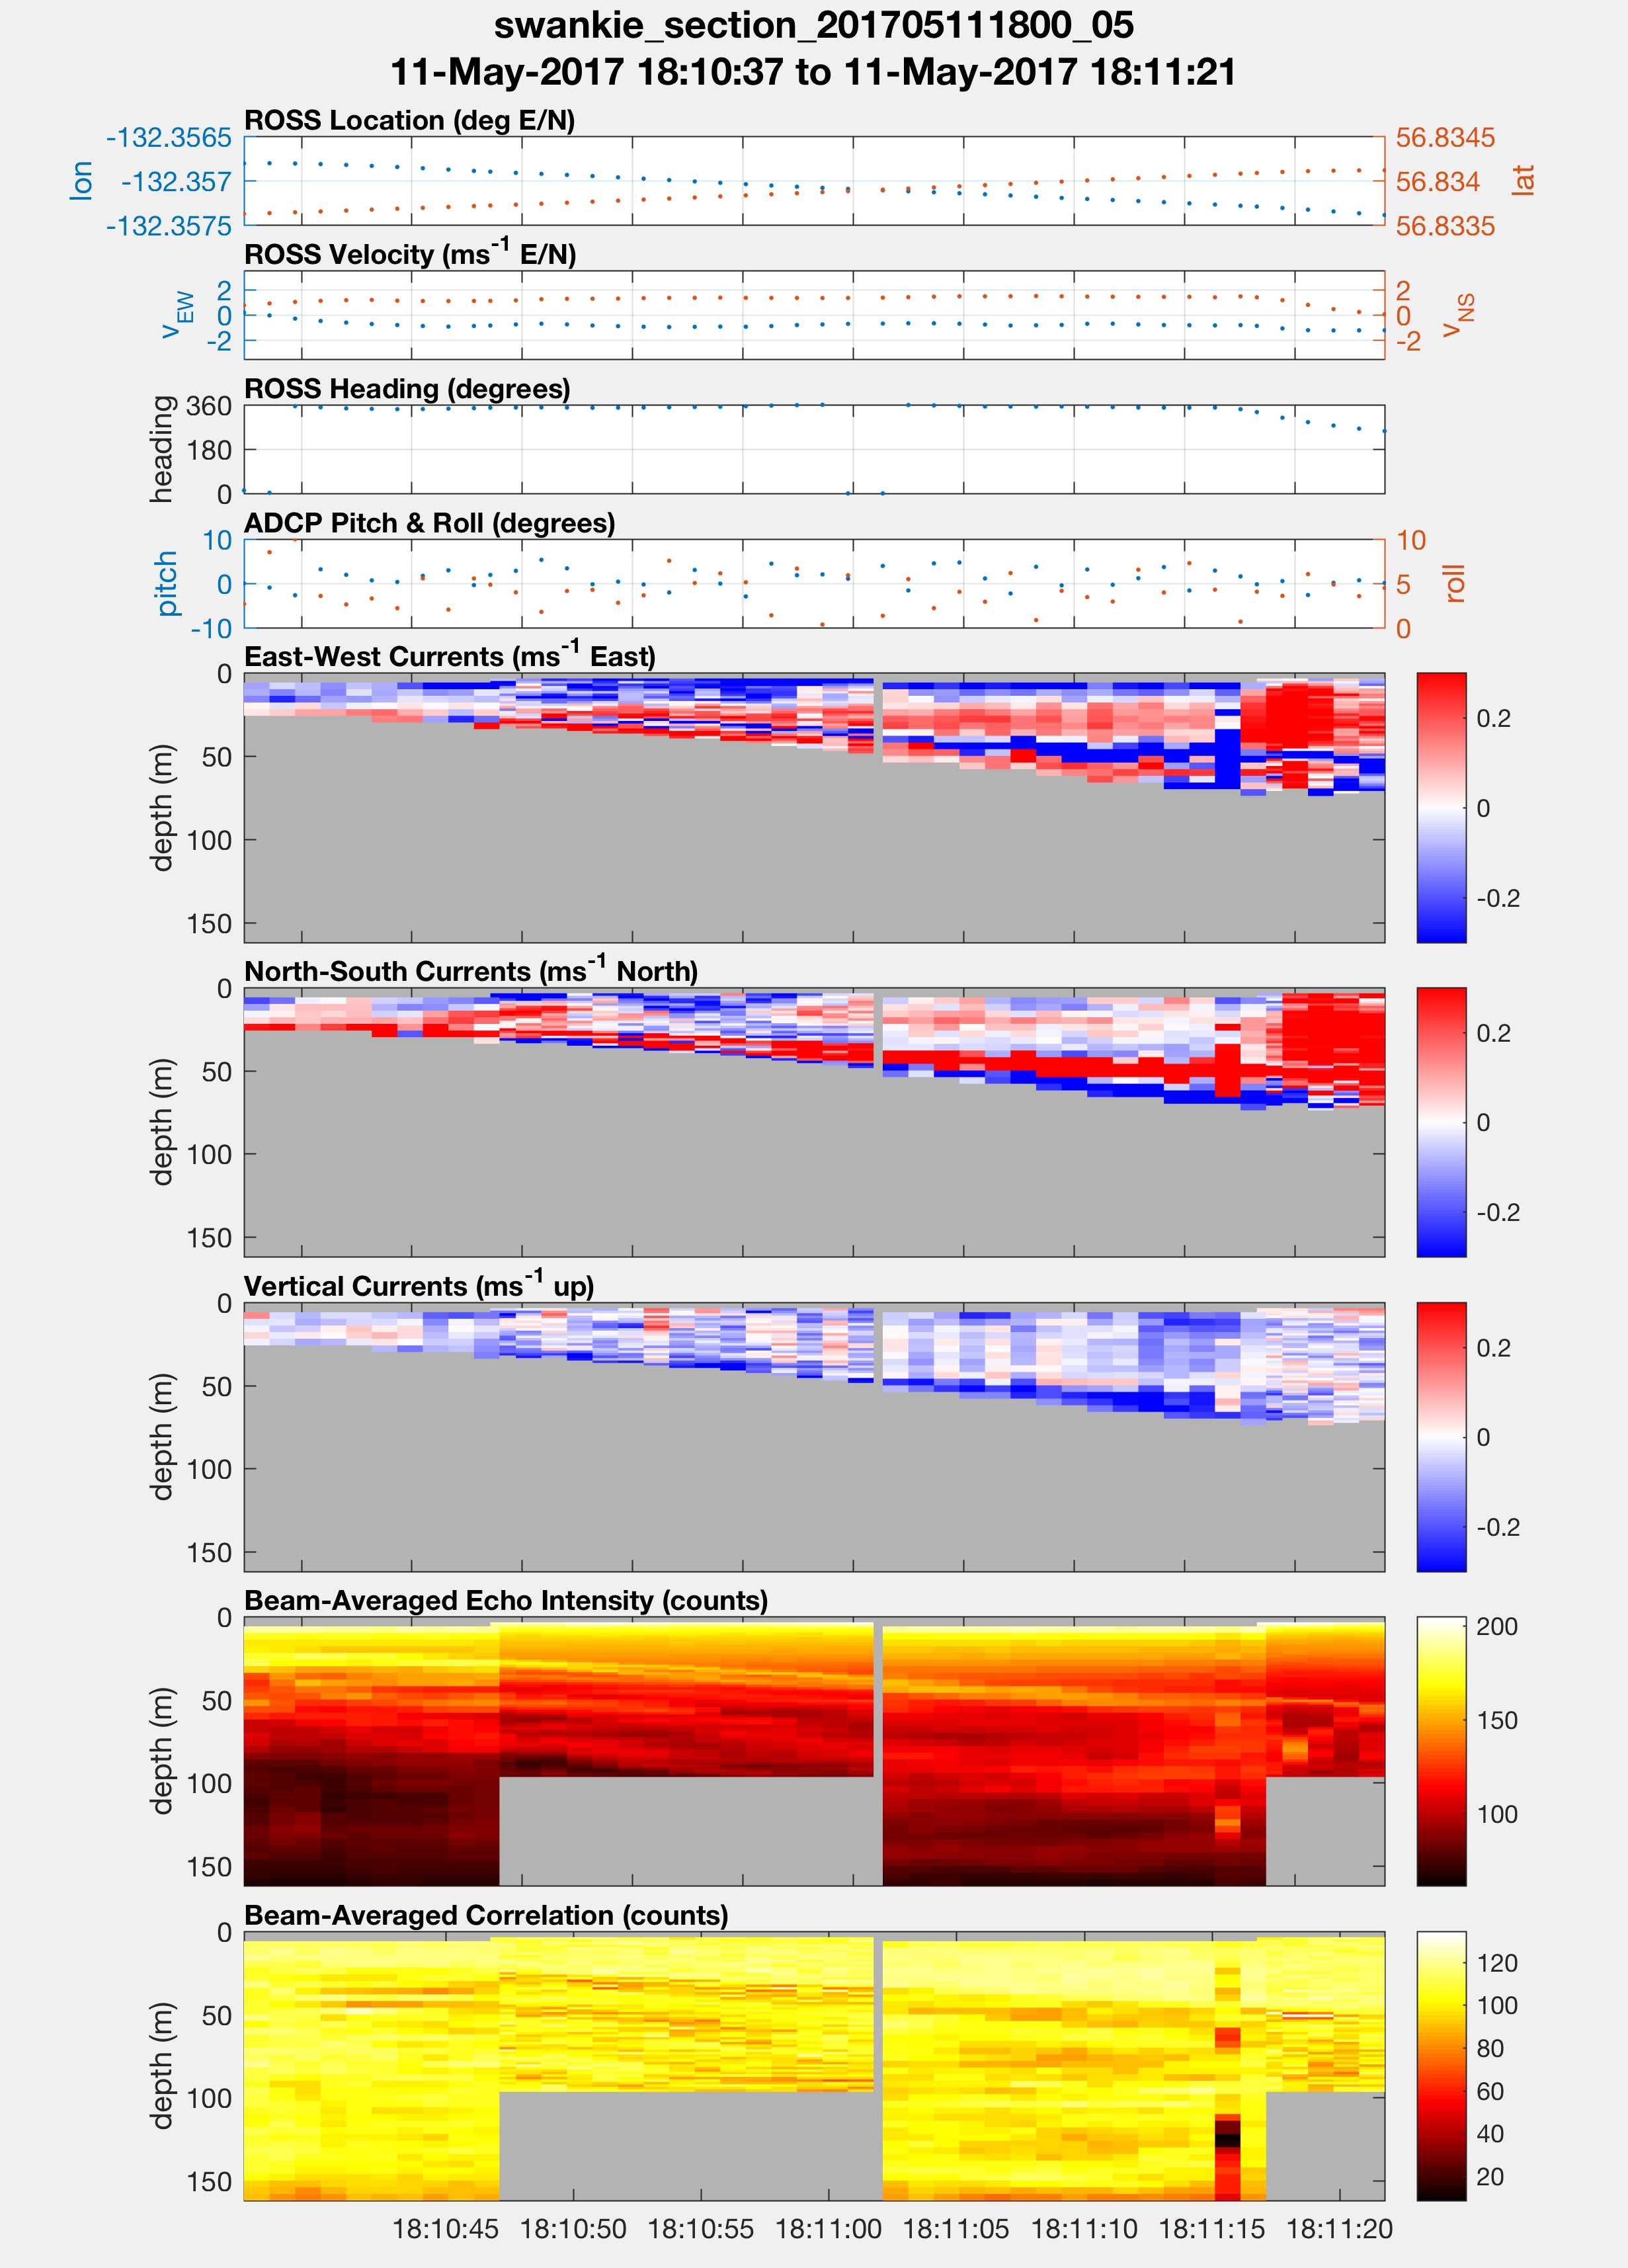 swankie_section_201705111800_05
11-May-2017 18:10:37 to 11-May-2017 18:11:21
ROSS Location (deg E/N)
-132.3565
-132.357
-132.3575
lon
56.8345
56.834
56.8335
lat
ROSS Velocity (ms-1 E/N)
2
0
-2
vEW
2
0
-2
vNS
ROSS Heading (degrees)
360
180
0
heading
ADCP Pitch & Roll (degrees)
10
0
-10
pitch
10
5
0
roll
East-West Currents (ms-1 East)
0
50
100
150
depth (m)
0.2
0
-0.2
North-South Currents (ms-1 North)
0
50
100
150
depth (m)
0.2
0
-0.2
Vertical Currents (ms-1 up)
0
50
100
150
depth (m)
0.2
0
-0.2
Beam-Averaged Echo Intensity (counts)
0
50
100
150
depth (m)
200
150
100
Beam-Averaged Correlation (counts)
0
50
100
150
depth (m)
120
100
80
60
40
20
18:10:45 18:10:50 18:10:55 18:11:00 18:11:05 18:11:10 18:11:15 18:11:20